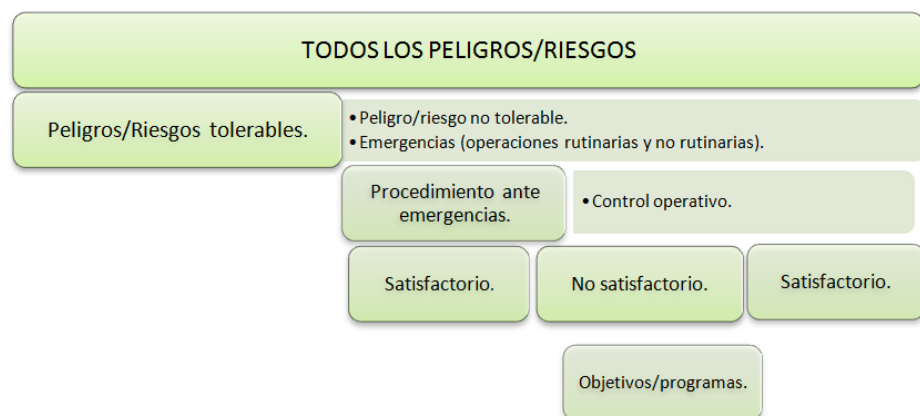 TODOS LOS PELIGROS/RIESGOS
Peligros/Riesgos tolerables.
• Peligro/riesgo no tolerable.
• Emergencias (operaciones rutinarias y no rutinarias).
Procedimiento ante
emergencias.
• Control operativo.
Satisfactorio.
No satisfactorio.
Satisfactorio.
Objetivos/programas.